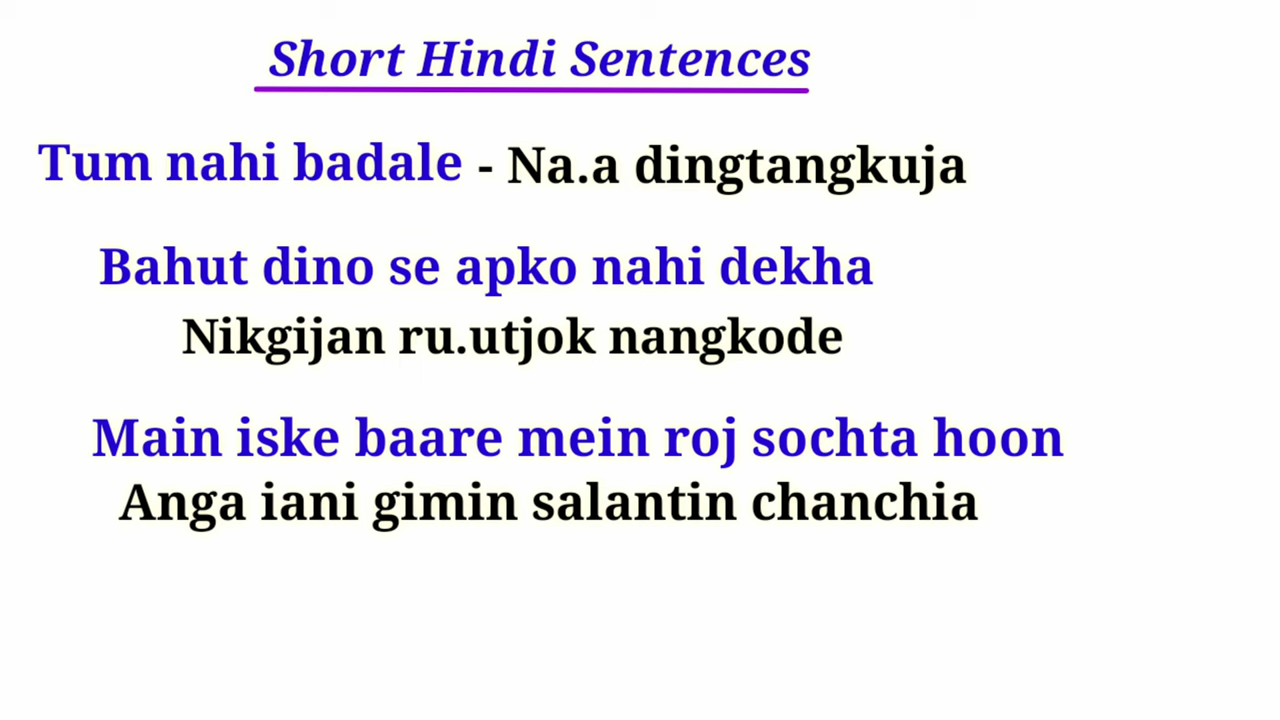 Short Hindi Sentences
Tum nahi badale - Na.a dingtangkuja
Bahut dino se apko nahi dekha
Nikgijan ru.utjok nangkode
Main iske baare mein roj sochta hoon
Anga iani gimin salantin chanchia